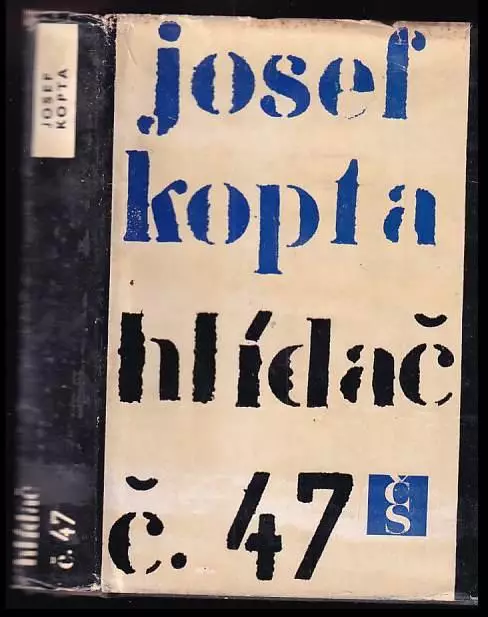 JOSEF
KOPTA
hlídač
č. 47
josef
kopta
hlídač
č. 47
čs